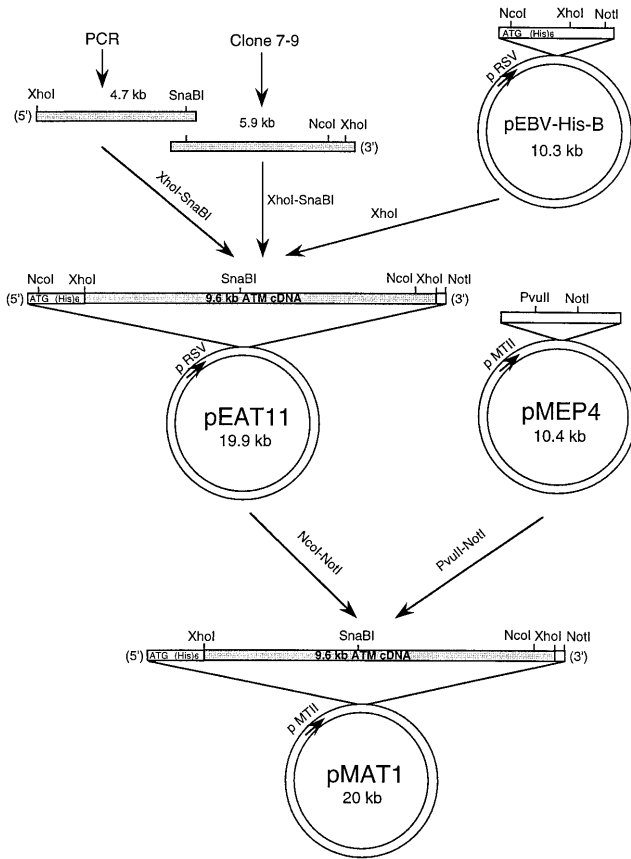 PCR
Clone 7-9
NcoI XhoI NotI
ATG (His)6
p RSV
pEBV-His-B
10.3 kb
XhoI 4.7 kb SnaBI
(5')
5.9 kb NcoI XhoI
(3')
XhoI-SnaBI
XhoI-SnaBI
XhoI
NcoI XhoI SnaBI NcoI XhoI NotI
(5') ATG (His)6 9.6 kb ATM cDNA (3')
p RSV
pEAT11
19.9 kb
PvuII NotI
p MTII
pMEP4
10.4 kb
NcoI-NotI
PvuII-NotI
XhoI SnaBI NcoI XhoI NotI
(5') ATG (His)6 9.6 kb ATM cDNA (3')
p MTII
pMAT1
20 kb